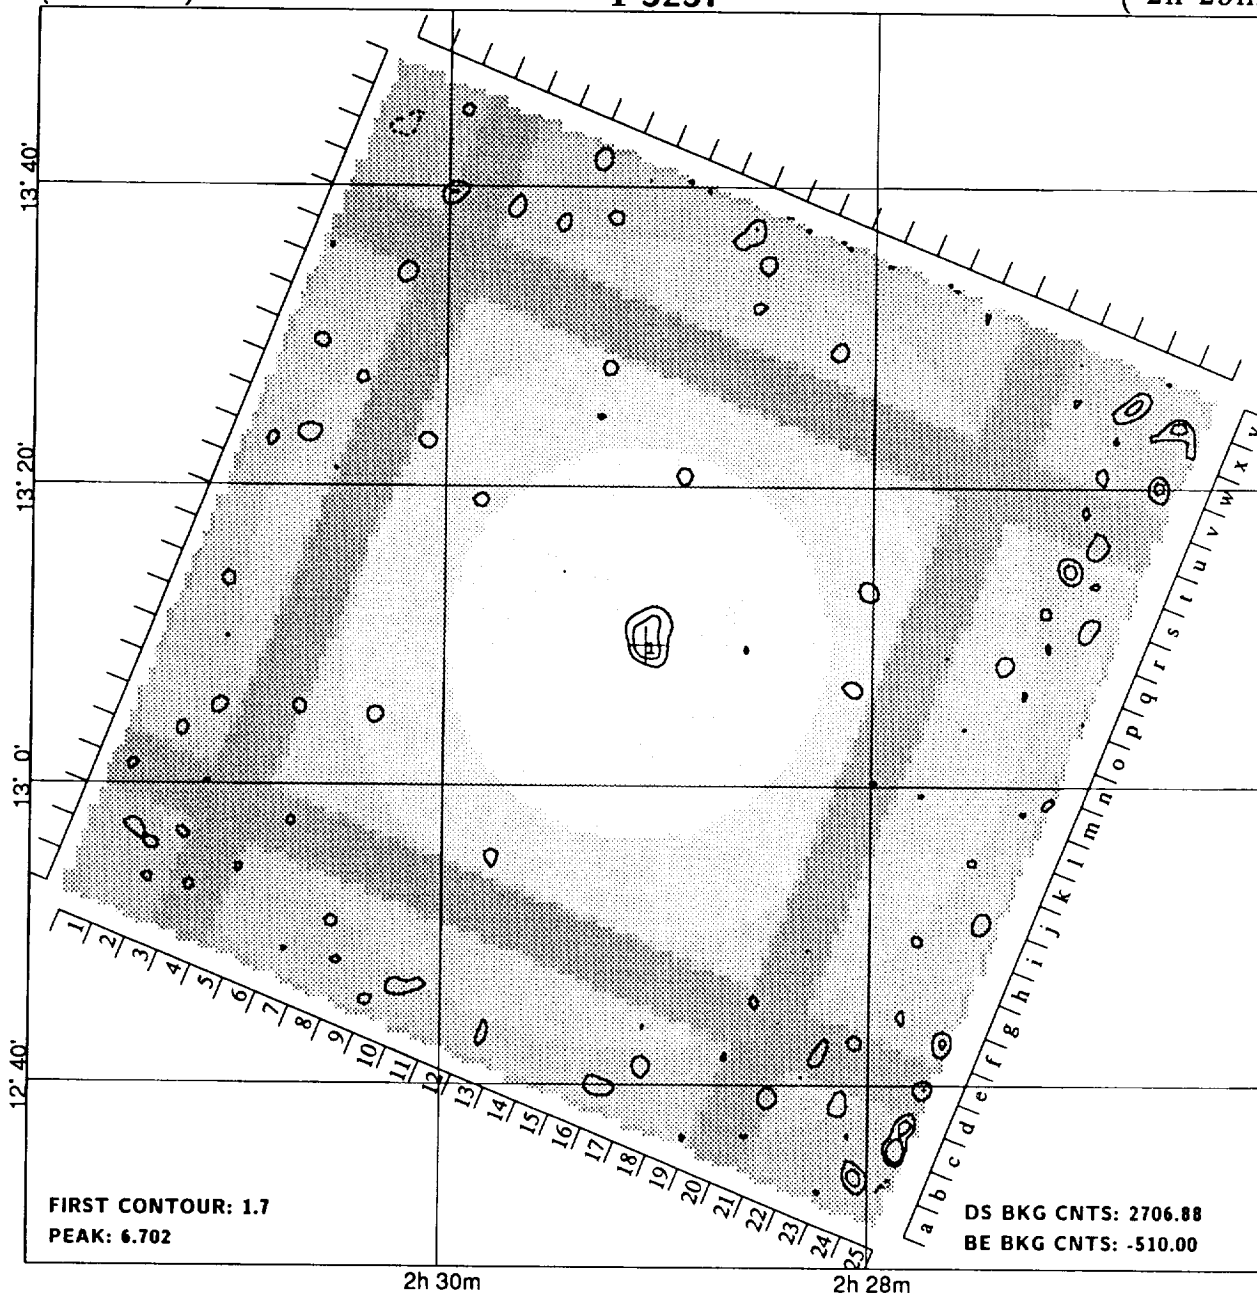 13° 40'
13° 20'
13° 0'
12° 40'
1
1 2 3 4 5 6 7 8 9 10 11 12 13 14 15 16 17 18 19 20 21 22 23 24 25
a b c d e f g h i j k l m n o p q r s t u v w x y
FIRST CONTOUR: 1.7
PEAK: 6.702
DS BKG CNTS: 2706.88
BE BKG CNTS: -510.00
2h 30m
2h 28m